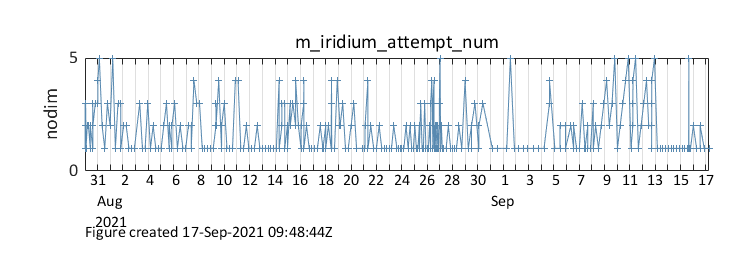 m_iridium_attempt_num
5
nodim
0
31 2 4 6 8 10 12 14 16 18 20 22 24 26 28 30 1 3 5 7 9 11 13 15 17
Aug Sep
2021
Figure created 17-Sep-2021 09:48:44Z